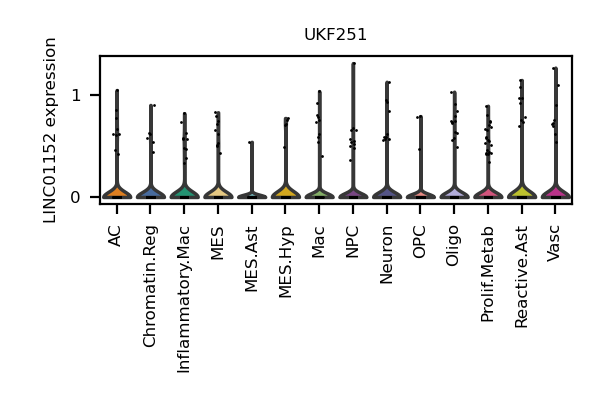 UKF251
LINC01152 expression
1
0
AC
Chromatin.Reg
Inflammatory.Mac
MES
MES.Ast
MES.Hyp
Mac
NPC
Neuron
OPC
Oligo
Prolif.Metab
Reactive.Ast
Vasc